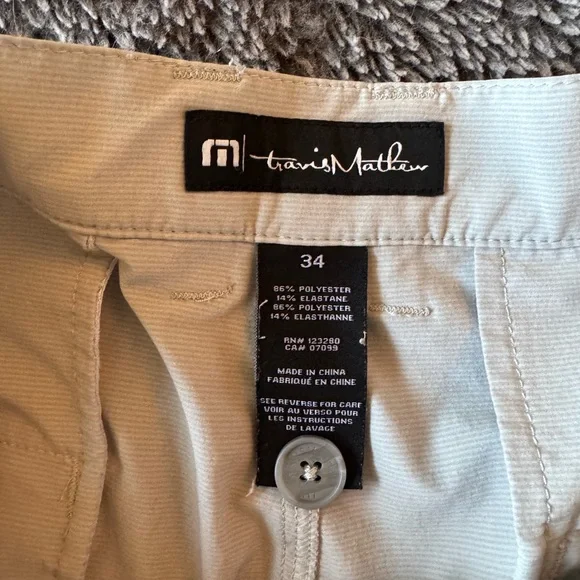 travisMathew
34
86% POLYESTER
14% ELASTANE
86% POLYESTER
14% ELASTHANNE
RN# 123280
CA# 07099
MADE IN CHINA
FABRIQUÉ EN CHINE
SEE REVERSE FOR CARE
VOIR AU VERSO POUR
LES INSTRUCTIONS
DE LAVAGE